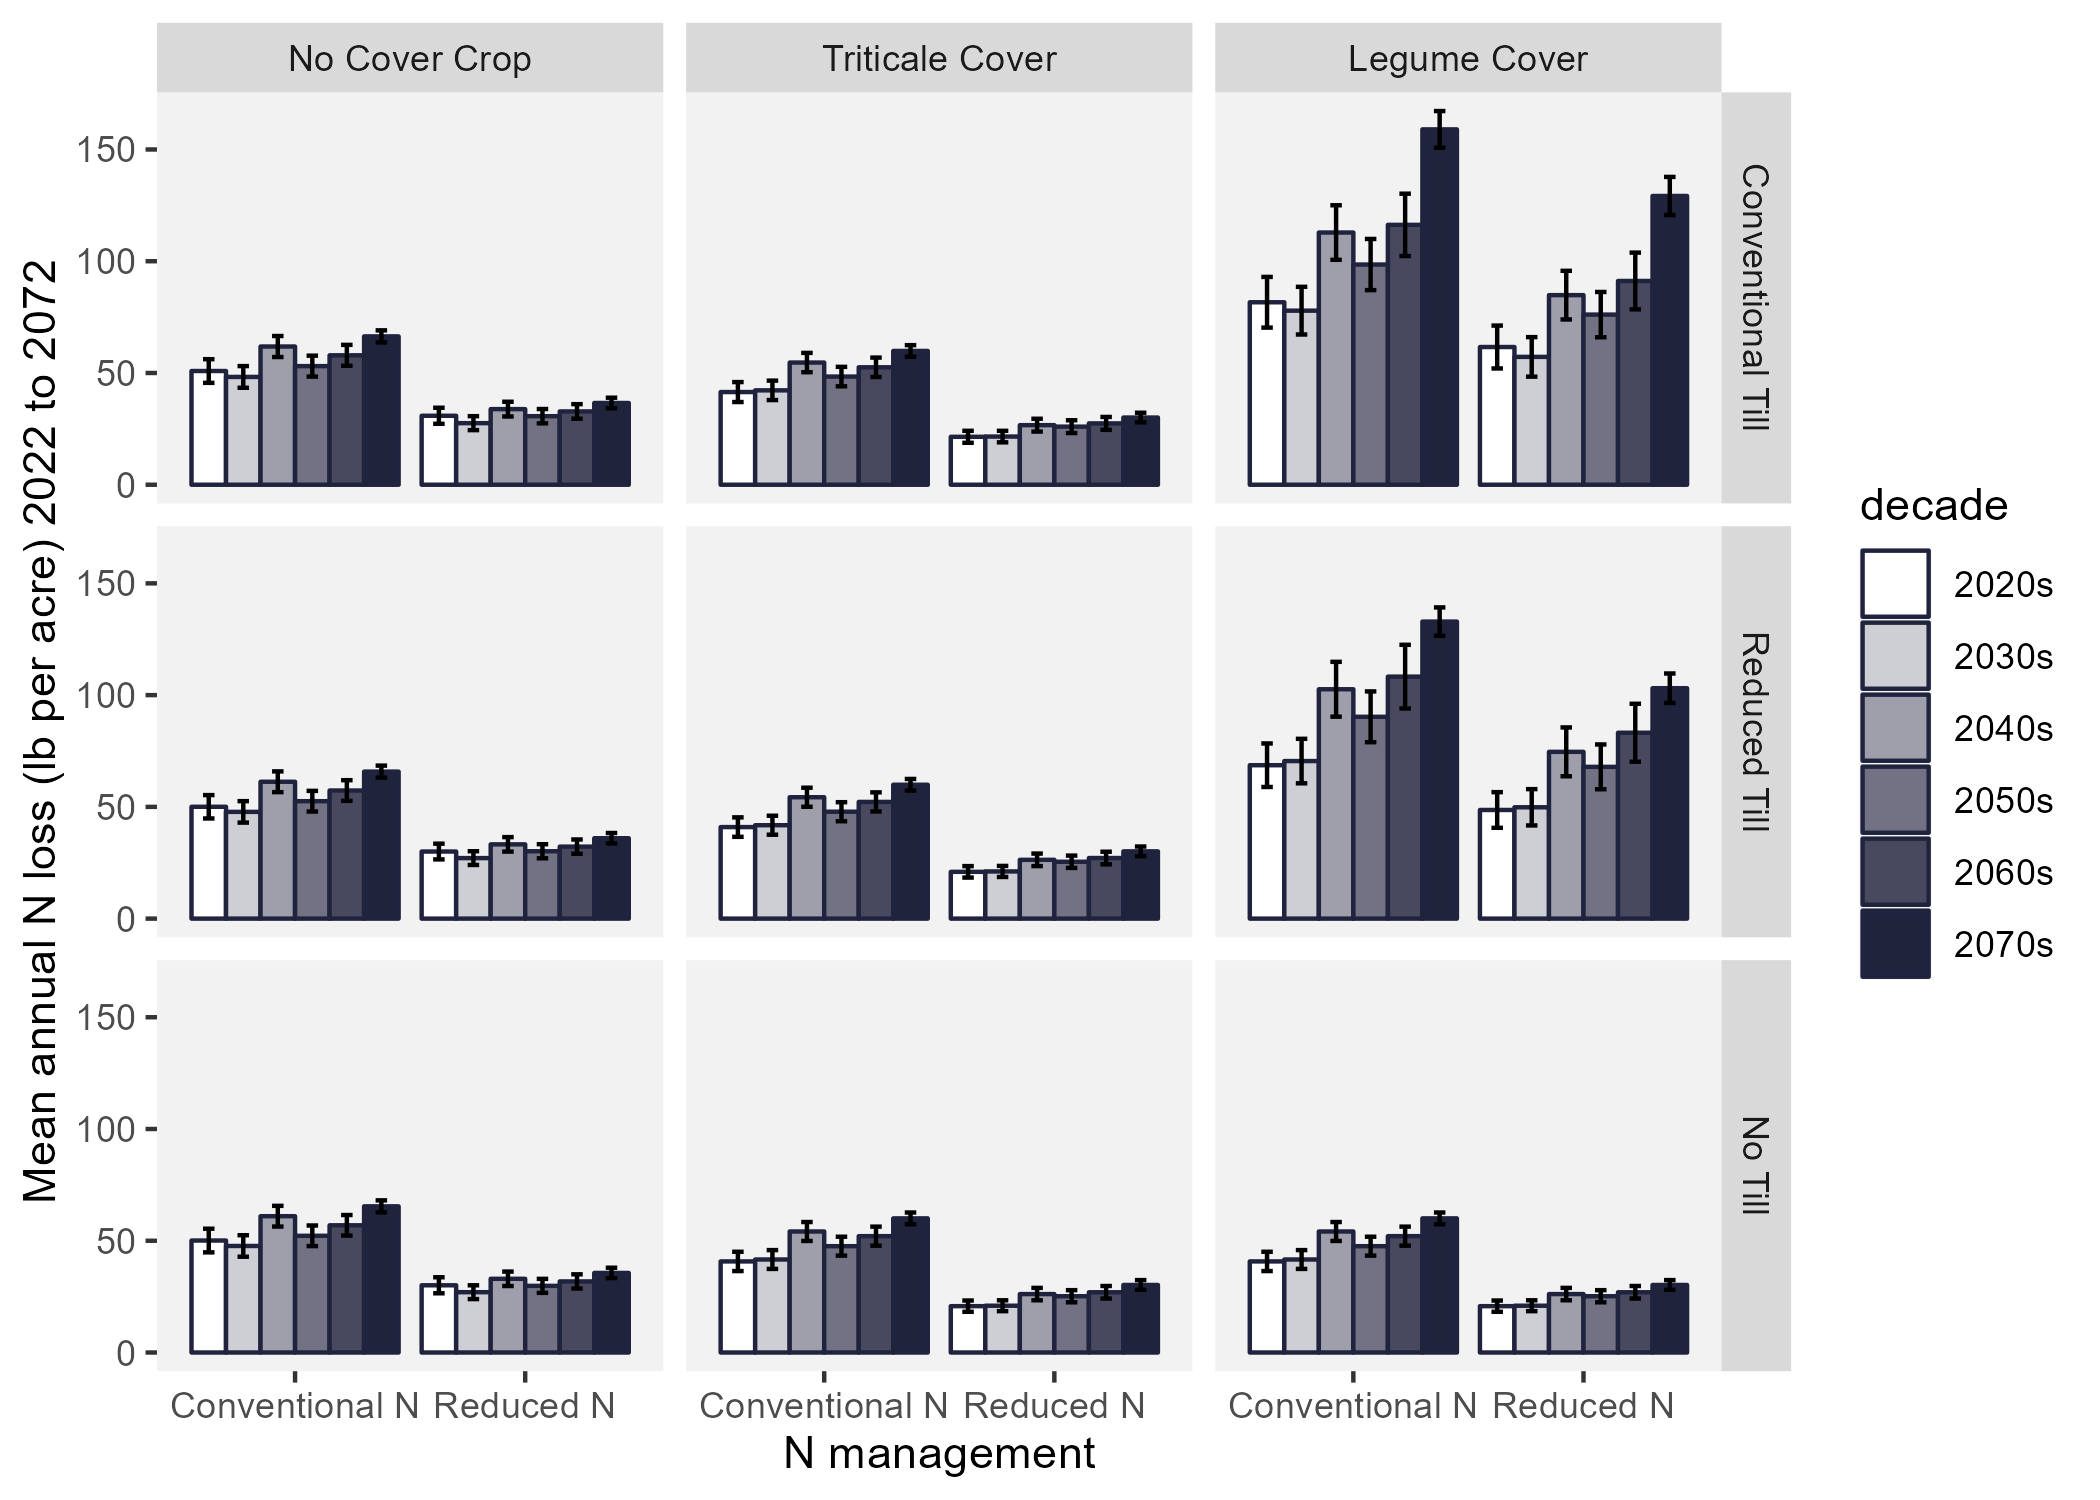 No Cover Crop
Triticale Cover
Legume Cover
Mean annual N loss (lb per acre) 2022 to 2072
150
100
50
0
Conventional Till
150
100
50
0
Reduced Till
150
100
50
0
No Till
Conventional N Reduced N
Conventional N Reduced N
Conventional N Reduced N
N management
decade
2020s
2030s
2040s
2050s
2060s
2070s